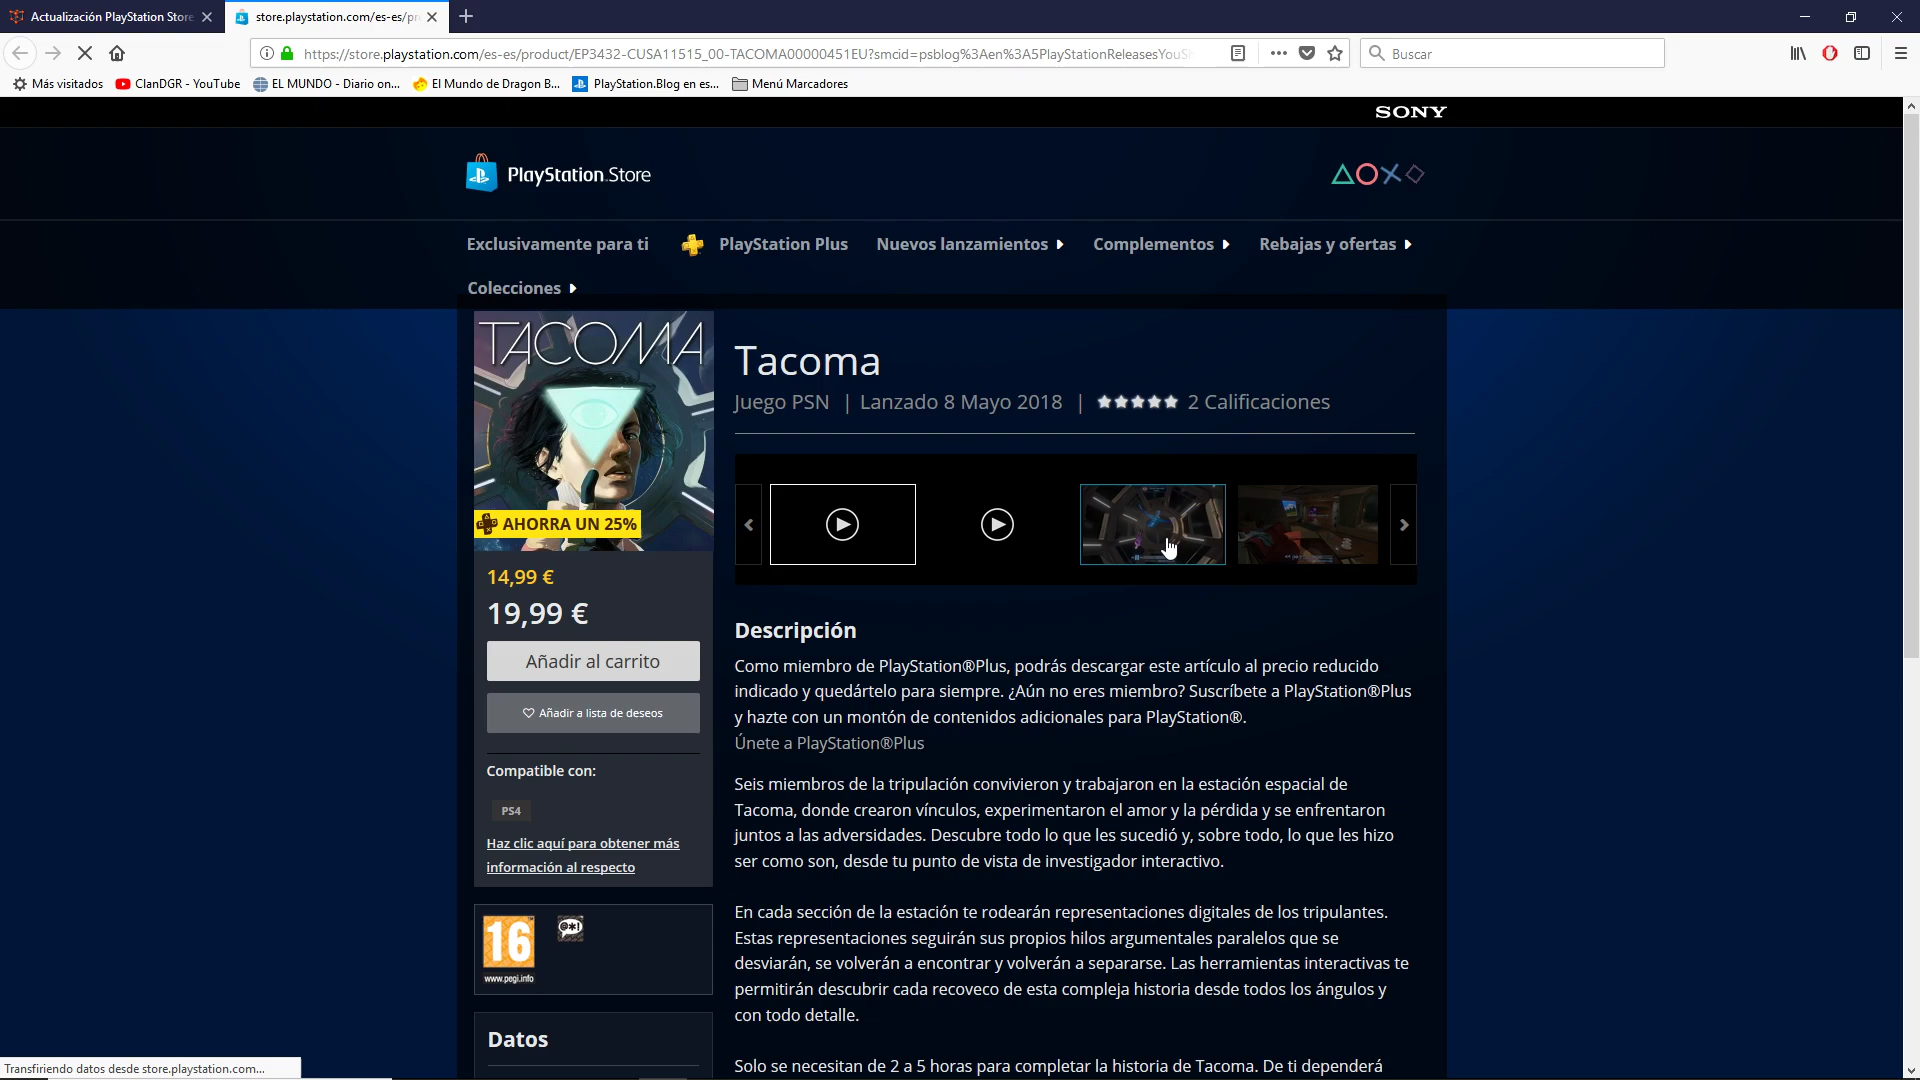 Actualización PlayStation Store
store.playstation.com/es-es/pr
https://store.playstation.com/es-es/product/EP3432-CUSA11515_00-TACOMA00000451EU?smcid=psblog%3Aen%3A5PlayStationReleasesYouS
Buscar
Más visitados
ClanDGR - YouTube
EL MUNDO - Diario on...
El Mundo de Dragon B...
PlayStation.Blog en es...
Menú Marcadores
SONY
PlayStation.Store
Exclusivamente para ti
PlayStation Plus
Nuevos lanzamientos
Complementos
Rebajas y ofertas
Colecciones
TACOMA
AHORRA UN 25%
14,99 €
19,99 €
Añadir al carrito
Añadir a lista de deseos
Compatible con:
PS4
Haz clic aquí para obtener más
información al respecto
16
www.pegi.info
@*!
Datos
Tacoma
Juego PSN | Lanzado 8 Mayo 2018 | 2 Calificaciones
Descripción
Como miembro de PlayStation®Plus, podrás descargar este artículo al precio reducido
indicado y quedártelo para siempre. ¿Aún no eres miembro? Suscríbete a PlayStation®Plus
y hazte con un montón de contenidos adicionales para PlayStation®.
Únete a PlayStation®Plus
Seis miembros de la tripulación convivieron y trabajaron en la estación espacial de
Tacoma, donde crearon vínculos, experimentaron el amor y la pérdida y se enfrentaron
juntos a las adversidades. Descubre todo lo que les sucedió y, sobre todo, lo que les hizo
ser como son, desde tu punto de vista de investigador interactivo.
En cada sección de la estación te rodearán representaciones digitales de los tripulantes.
Estas representaciones seguirán sus propios hilos argumentales paralelos que se
desviarán, se volverán a encontrar y volverán a separarse. Las herramientas interactivas te
permitirán descubrir cada recoveco de esta compleja historia desde todos los ángulos y
con todo detalle.
Solo se necesitan de 2 a 5 horas para completar la historia de Tacoma. De ti dependerá
Transfiriendo datos desde store.playstation.com...